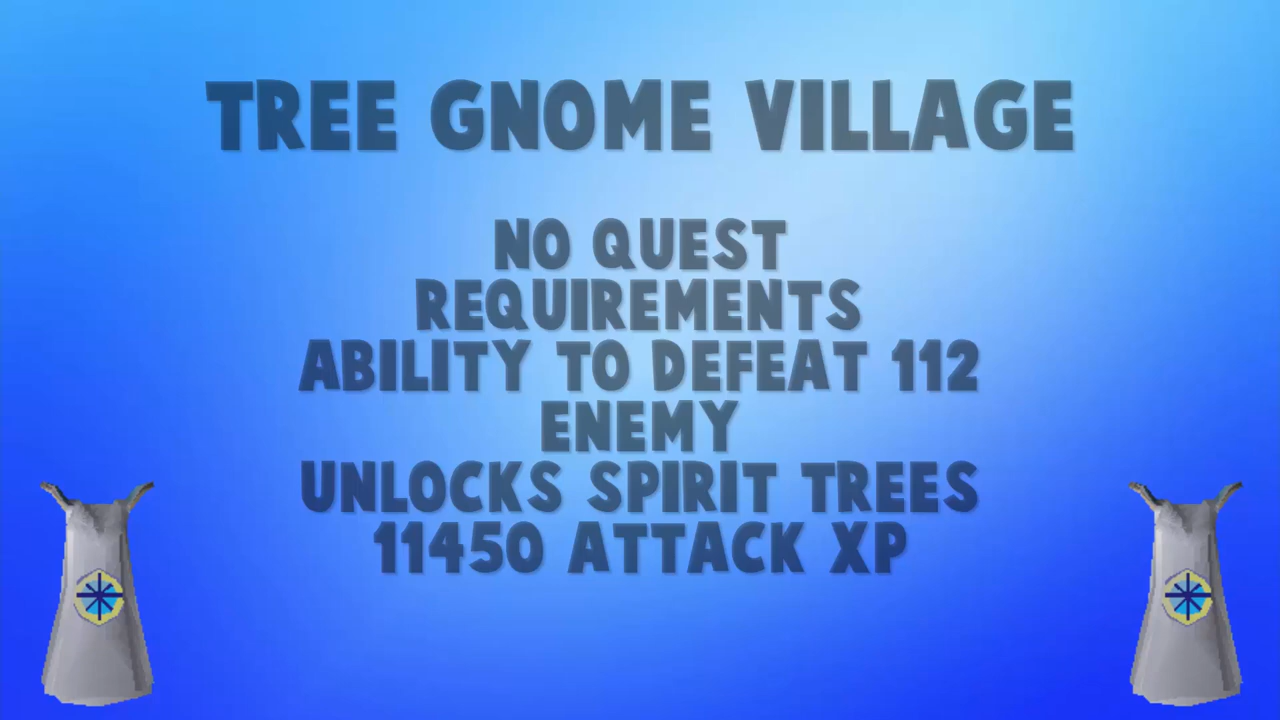 TREE GNOME VILLAGE
NO QUEST
REQUIREMENTS
ABILITY TO DEFEAT 112
ENEMY
UNLOCKS SPIRIT TREES
11450 ATTACK XP